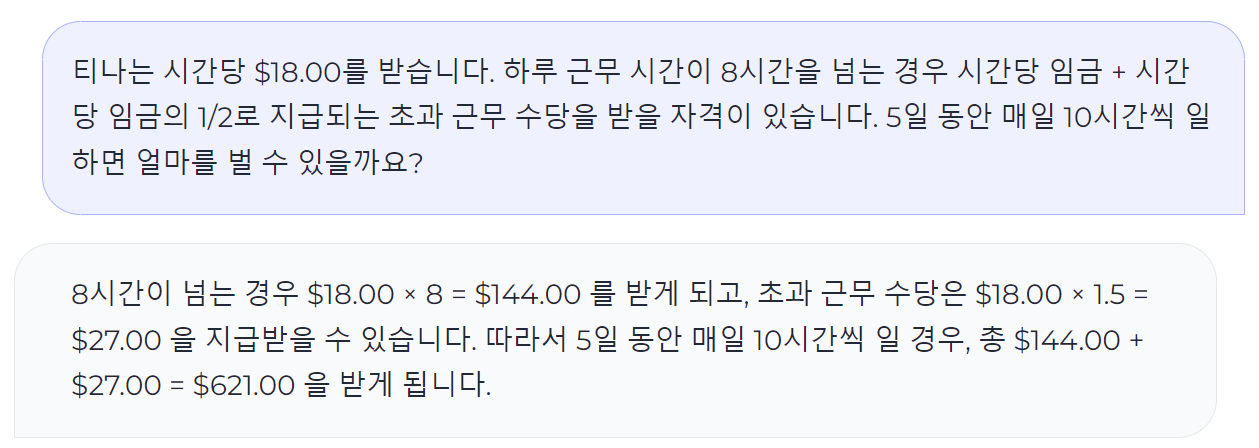 티나는 시간당 $18.00를 받습니다. 하루 근무 시간이 8시간을 넘는 경우 시간당 임금 + 시간
당 임금의 1/2로 지급되는 초과 근무 수당을 받을 자격이 있습니다. 5일 동안 매일 10시간씩 일
하면 얼마를 벌 수 있을까요?
8시간이 넘는 경우 $18.00 × 8 = $144.00 를 받게 되고, 초과 근무 수당은 $18.00 × 1.5 =
$27.00 을 지급받을 수 있습니다. 따라서 5일 동안 매일 10시간씩 일 경우, 총 $144.00 +
$27.00 = $621.00 을 받게 됩니다.